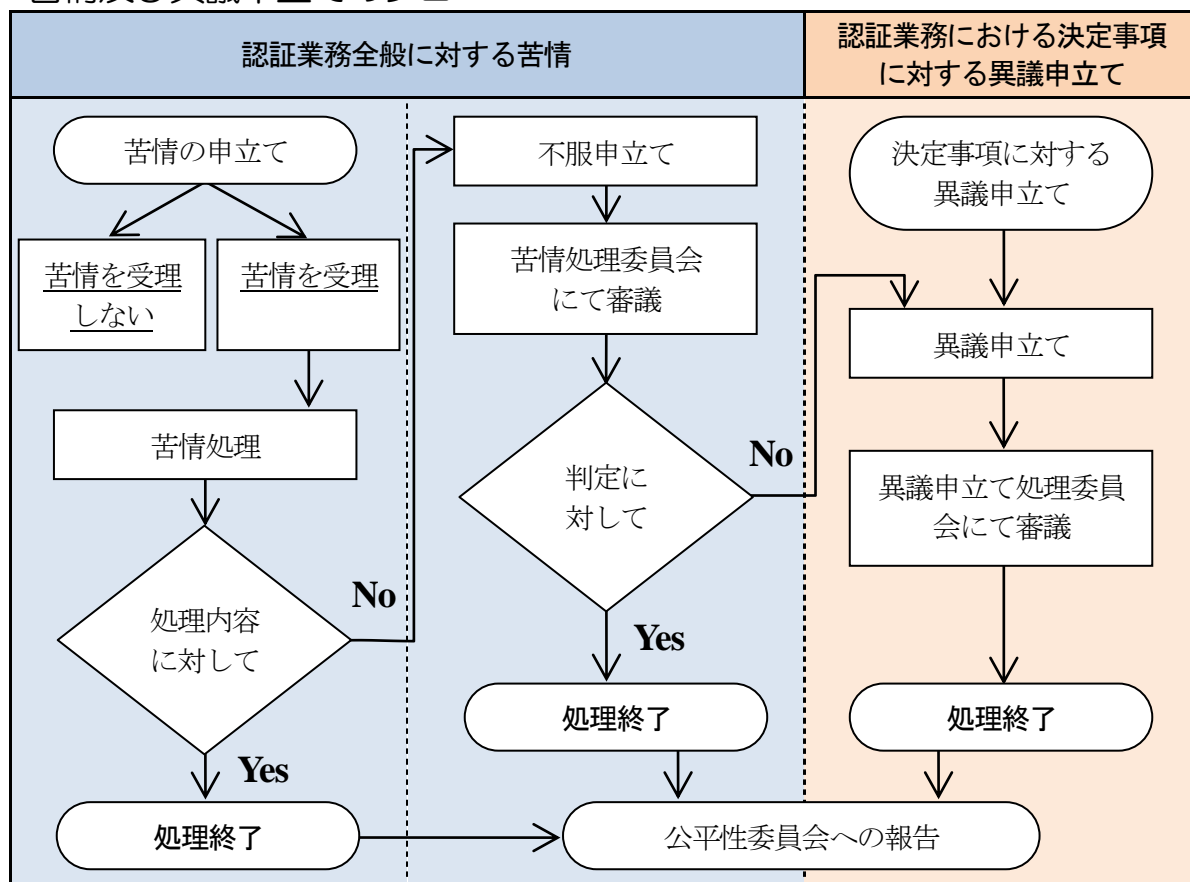 認証業務全般に対する苦情
認証業務における決定事項
に対する異議申立て
苦情の申立て
苦情を受理
しない
苦情を受理
苦情処理
処理内容
に対して
No
Yes
処理終了
不服申立て
苦情処理委員会
にて審議
判定に
対して
No
Yes
処理終了
決定事項に対する
異議申立て
異議申立て
異議申立て処理委員
会にて審議
処理終了
公平性委員会への報告